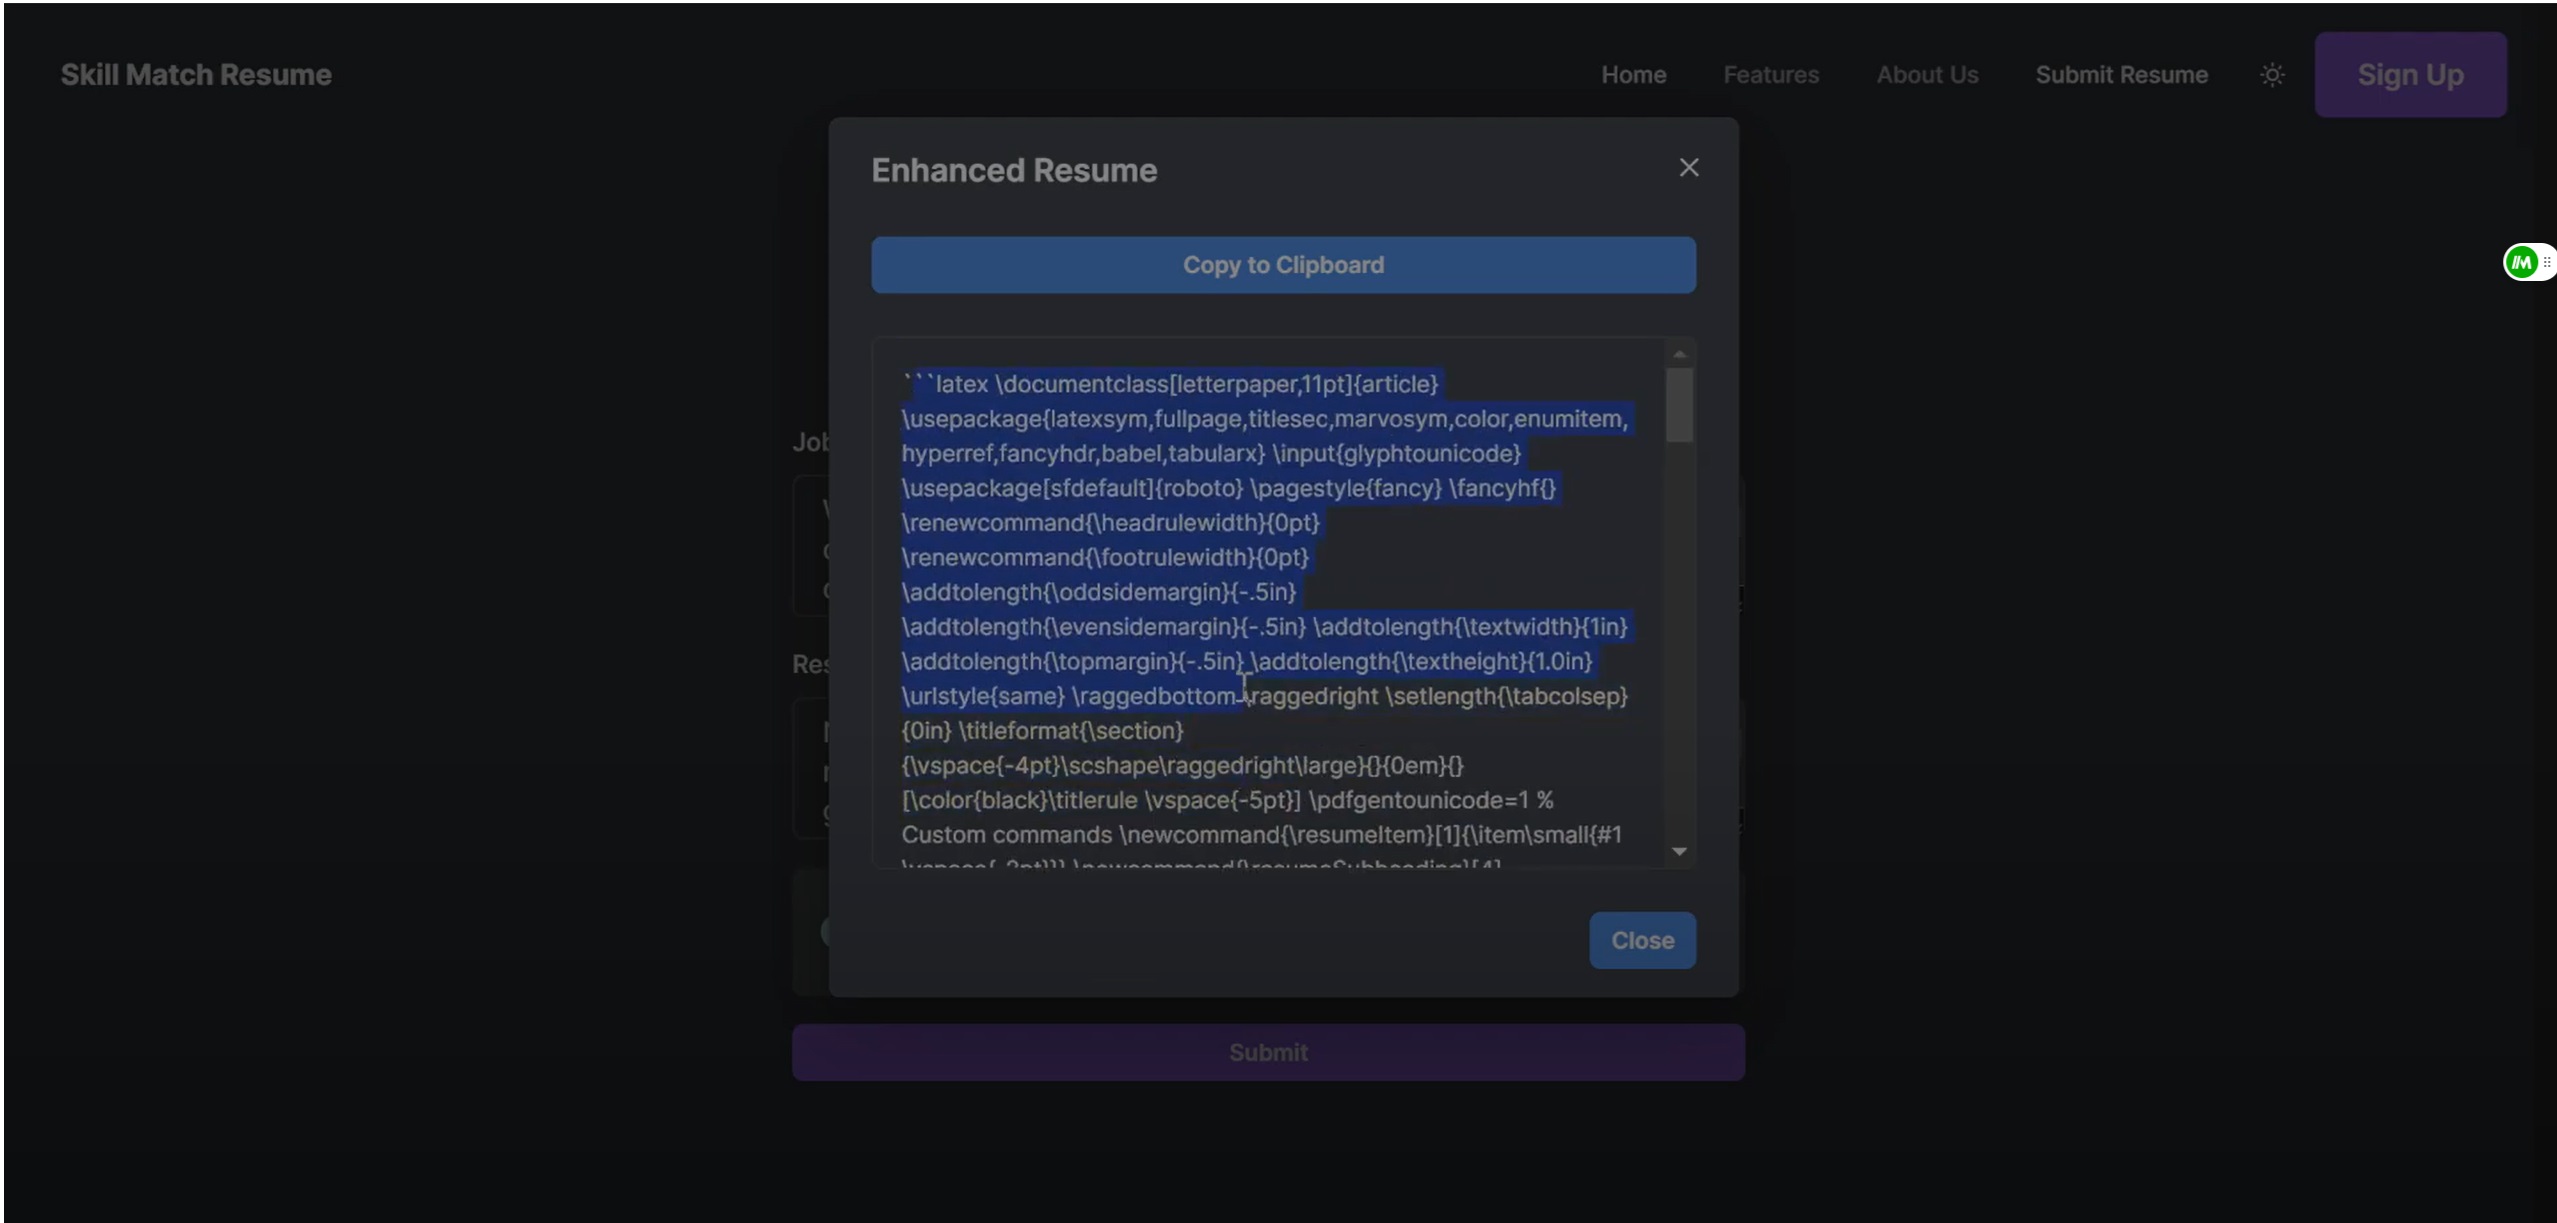 Skill Match Resume
Home Features About Us Submit Resume Sign Up
Enhanced Resume
Copy to Clipboard
```latex \documentclass[letterpaper,11pt]{article}
\usepackage{latexsym,fullpage,titlesec,marvosym,color,enumitem,
hyperref,fancyhdr,babel,tabularx} \input{glyphtounicode}
\usepackage[sfdefault]{roboto} \pagestyle{fancy} \fancyhf{}
\renewcommand{\headrulewidth}{0pt}
\renewcommand{\footrulewidth}{0pt}
\addtolength{\oddsidemargin}{-.5in}
\addtolength{\evensidemargin}{-.5in} \addtolength{\textwidth}{1in}
\addtolength{\topmargin}{-.5in} \addtolength{\textheight}{1.0in}
\urlstyle{same} \raggedbottom \raggedright \setlength{\tabcolsep}
{0in} \titleformat{\section}
{\vspace{-4pt}\scshape\raggedright\large}{}{0em}{}
[\color{black}\titlerule \vspace{-5pt}] \pdfgentounicode=1 %
Custom commands \newcommand{\resumeItem}[1]{\item\small{#1
\vspace{-2pt}}} \newcommand{\resumeSubheading}[4]
Job
Res
Close
Submit